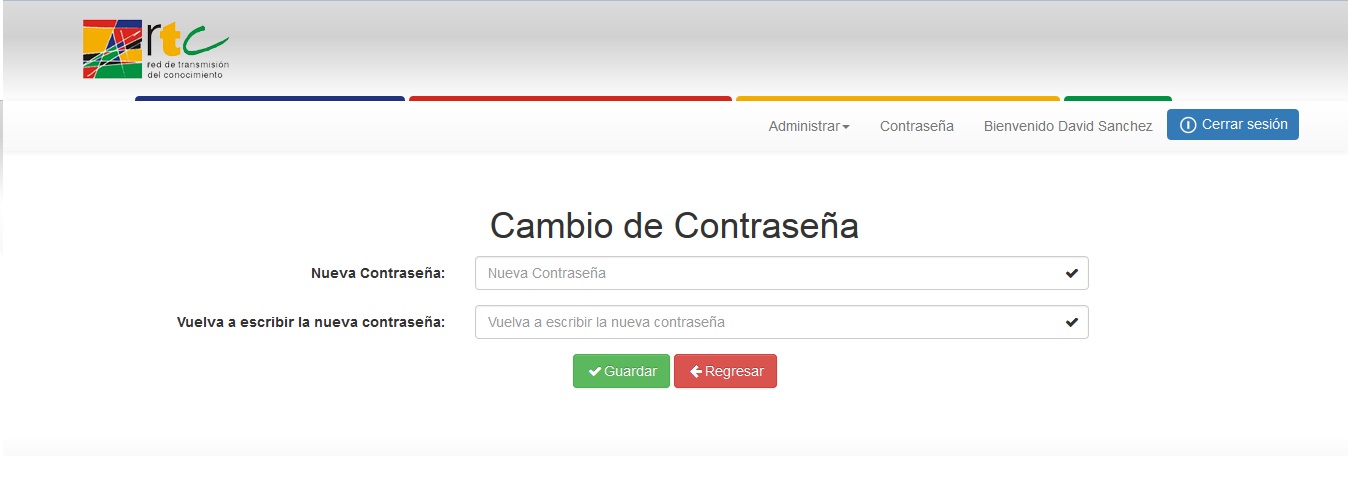 rtc
red de transmisión
del conocimiento
Administrar Contraseña Bienvenido David Sanchez Cerrar sesión
Cambio de Contraseña
Nueva Contraseña: Nueva Contraseña
Vuelva a escribir la nueva contraseña: Vuelva a escribir la nueva contraseña
Guardar Regresar